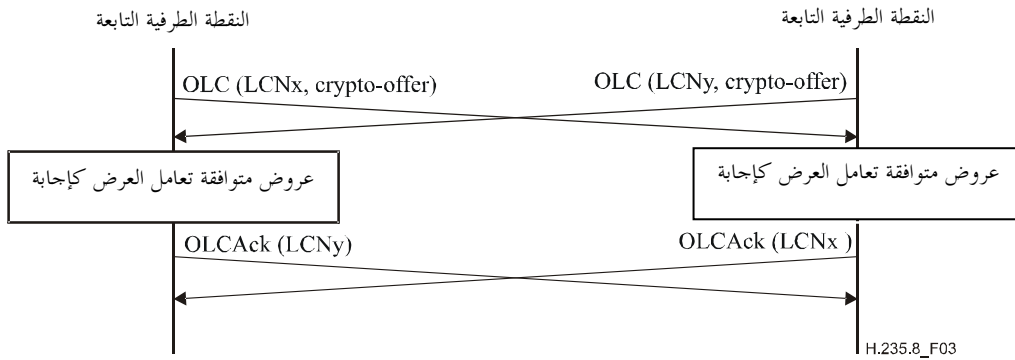 النقطة الطرفية التابعة
النقطة الطرفية التابعة
OLC (LCNx, crypto-offer)
OLC (LCNy, crypto-offer)
عروض متوافقة تعامل العرض كإجابة
عروض متوافقة تعامل العرض كإجابة
OLCAck (LCNy)
OLCAck (LCNx )
H.235.8_F03